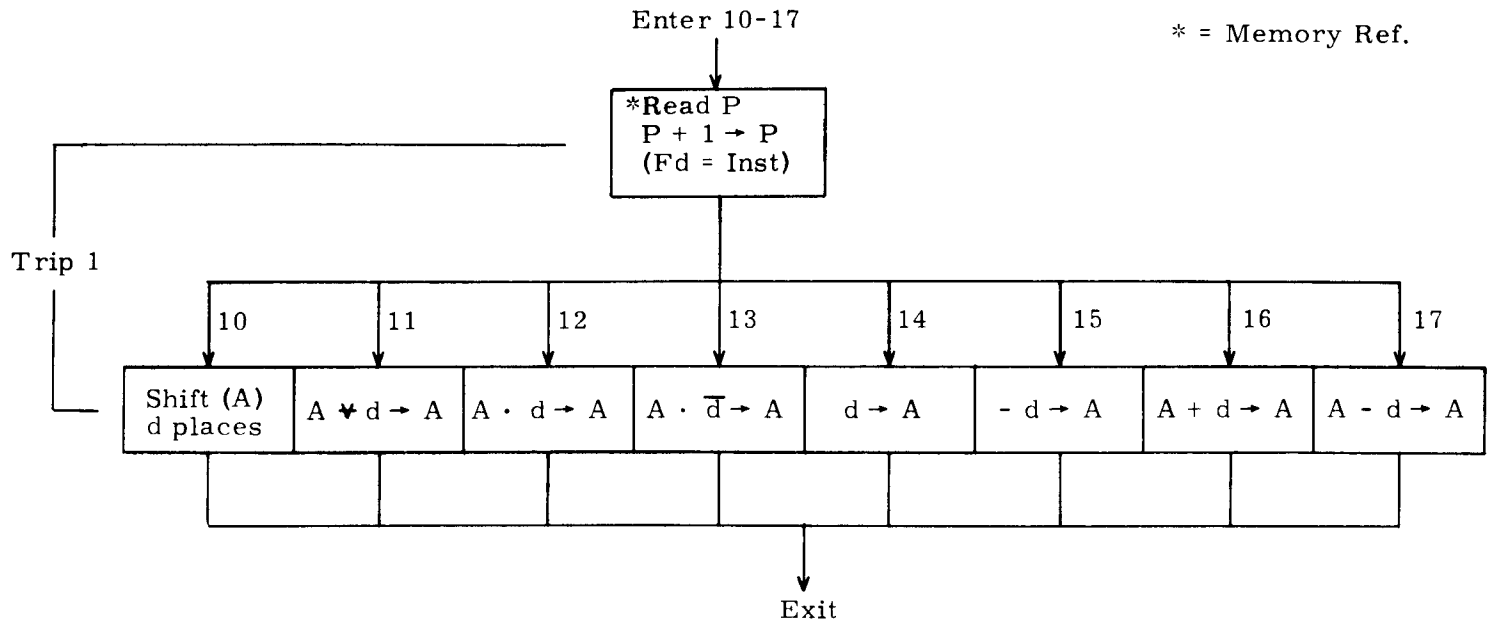 Enter 10-17
* = Memory Ref.
*Read P
P + 1 → P
(Fd = Inst)
Trip 1
10
11
12
13
14
15
16
17
Shift (A)
d places
A ⊻ d → A
A · d → A
A · d̅ → A
d → A
- d → A
A + d → A
A - d → A
Exit